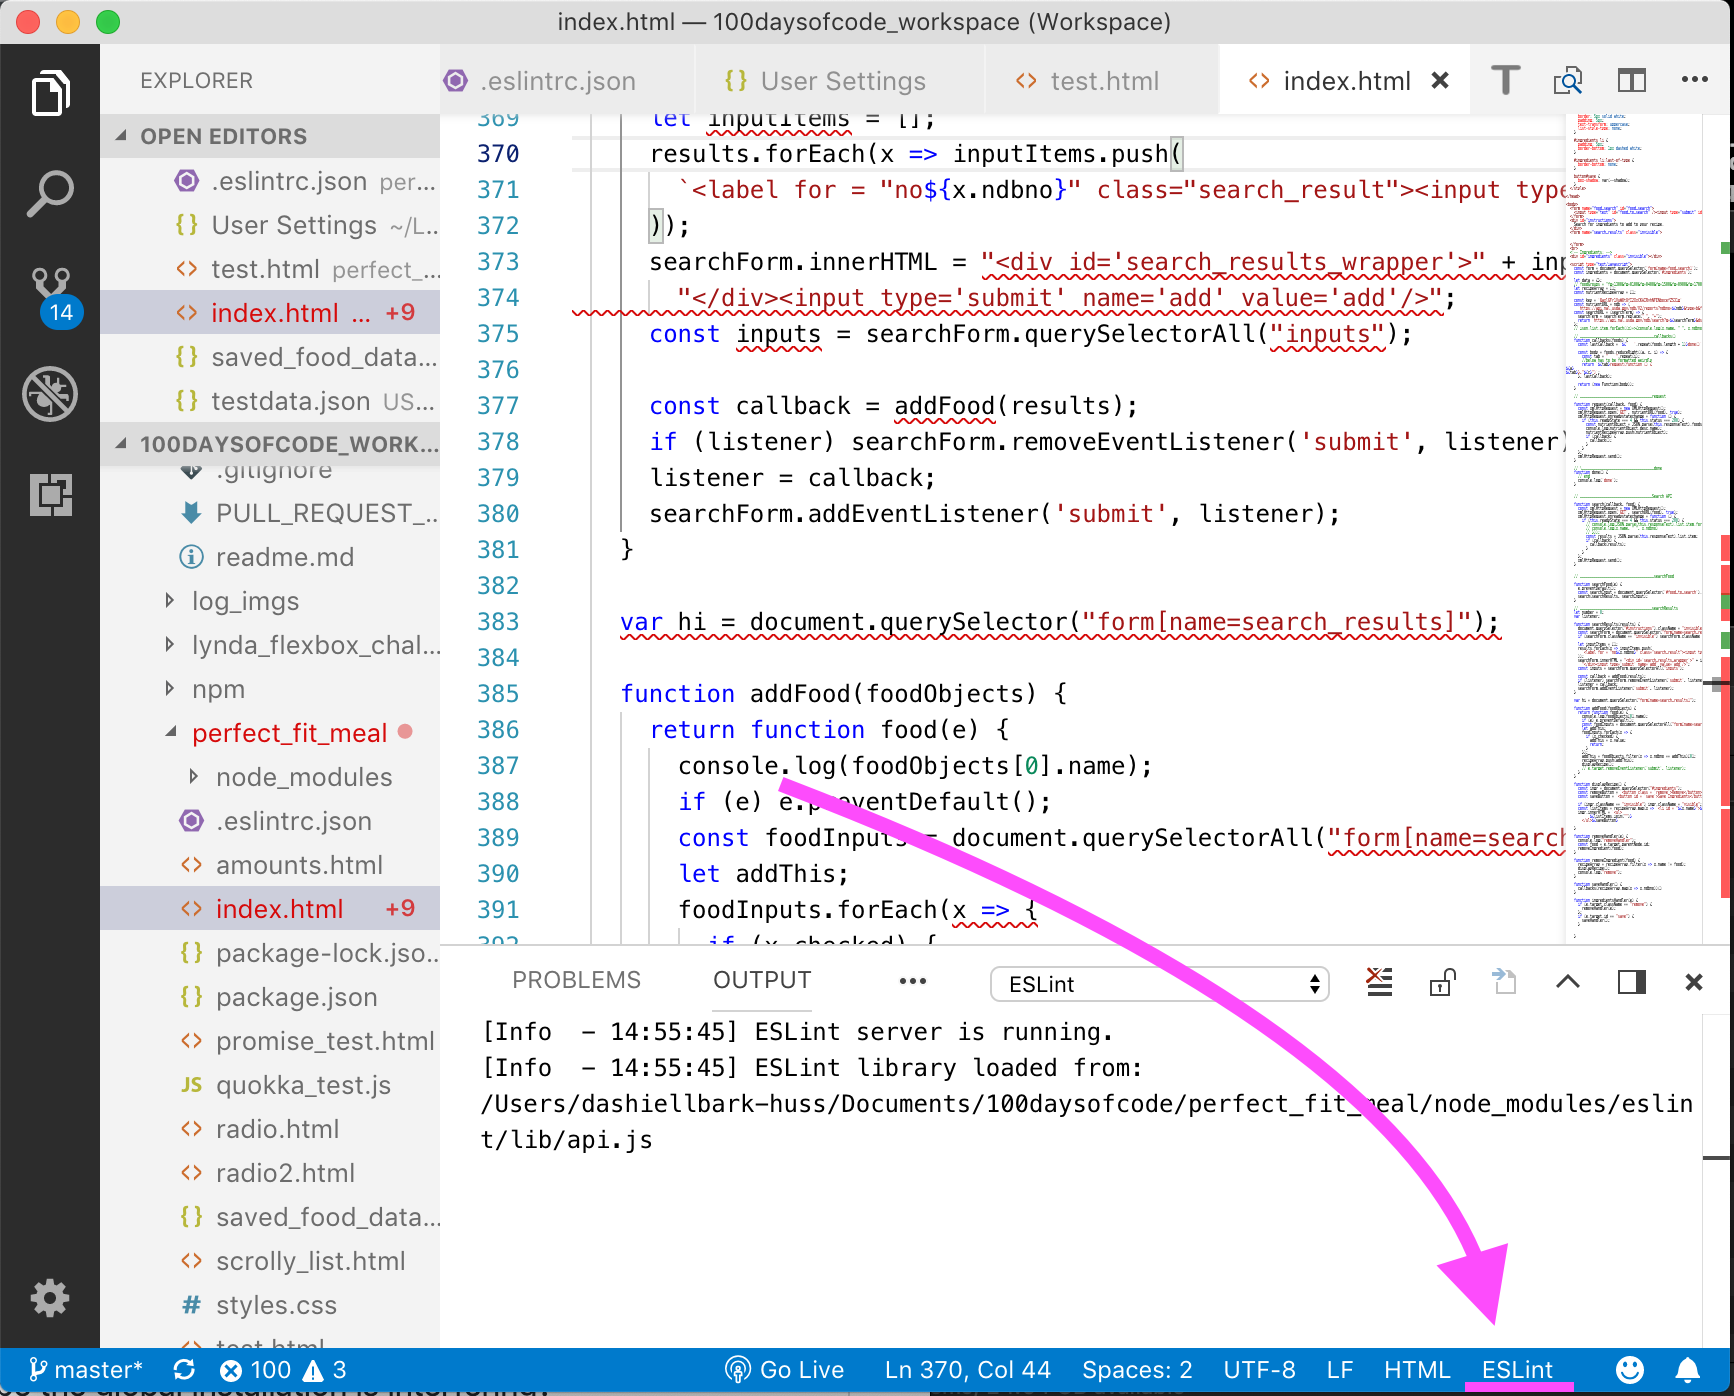 index.html — 100daysofcode_workspace (Workspace)
EXPLORER
OPEN EDITORS
.eslintrc.json per...
User Settings ~/L...
test.html perfect_...
index.html ... +9
saved_food_data...
testdata.json US...
100DAYSOFCODE_WORK...
.gitignore
PULL_REQUEST_...
readme.md
log_imgs
lynda_flexbox_chal...
npm
perfect_fit_meal
node_modules
.eslintrc.json
amounts.html
index.html +9
package-lock.jso...
package.json
promise_test.html
JS quokka_test.js
radio.html
radio2.html
saved_food_data...
scrolly_list.html
# styles.css
test.html
14
.eslintrc.json
{} User Settings
<> test.html
<> index.html ×
369 let inputItems = [];
370 results.forEach(x => inputItems.push(
371 `<label for = "no${x.ndbno}" class="search_result"><input type
372 ));
373 searchForm.innerHTML = "<div id='search_results_wrapper'>" + inp
374 "</div><input type='submit' name='add' value='add'/>";
375 const inputs = searchForm.querySelectorAll("inputs");
376
377 const callback = addFood(results);
378 if (listener) searchForm.removeEventListener('submit', listener)
379 listener = callback;
380 searchForm.addEventListener('submit', listener);
381 }
382
383 var hi = document.querySelector("form[name=search_results]");
384
385 function addFood(foodObjects) {
386 return function food(e) {
387 console.log(foodObjects[0].name);
388 if (e) e.preventDefault();
389 const foodInputs = document.querySelectorAll("form[name=search
390 let addThis;
391 foodInputs.forEach(x => {
392 if (x.checked) {
PROBLEMS OUTPUT ... ESLint
[Info  - 14:55:45] ESLint server is running.
[Info  - 14:55:45] ESLint library loaded from:
/Users/dashiellbark-huss/Documents/100daysofcode/perfect_fit_meal/node_modules/eslin
t/lib/api.js
master* 100 3 Go Live Ln 370, Col 44 Spaces: 2 UTF-8 LF HTML ESLint